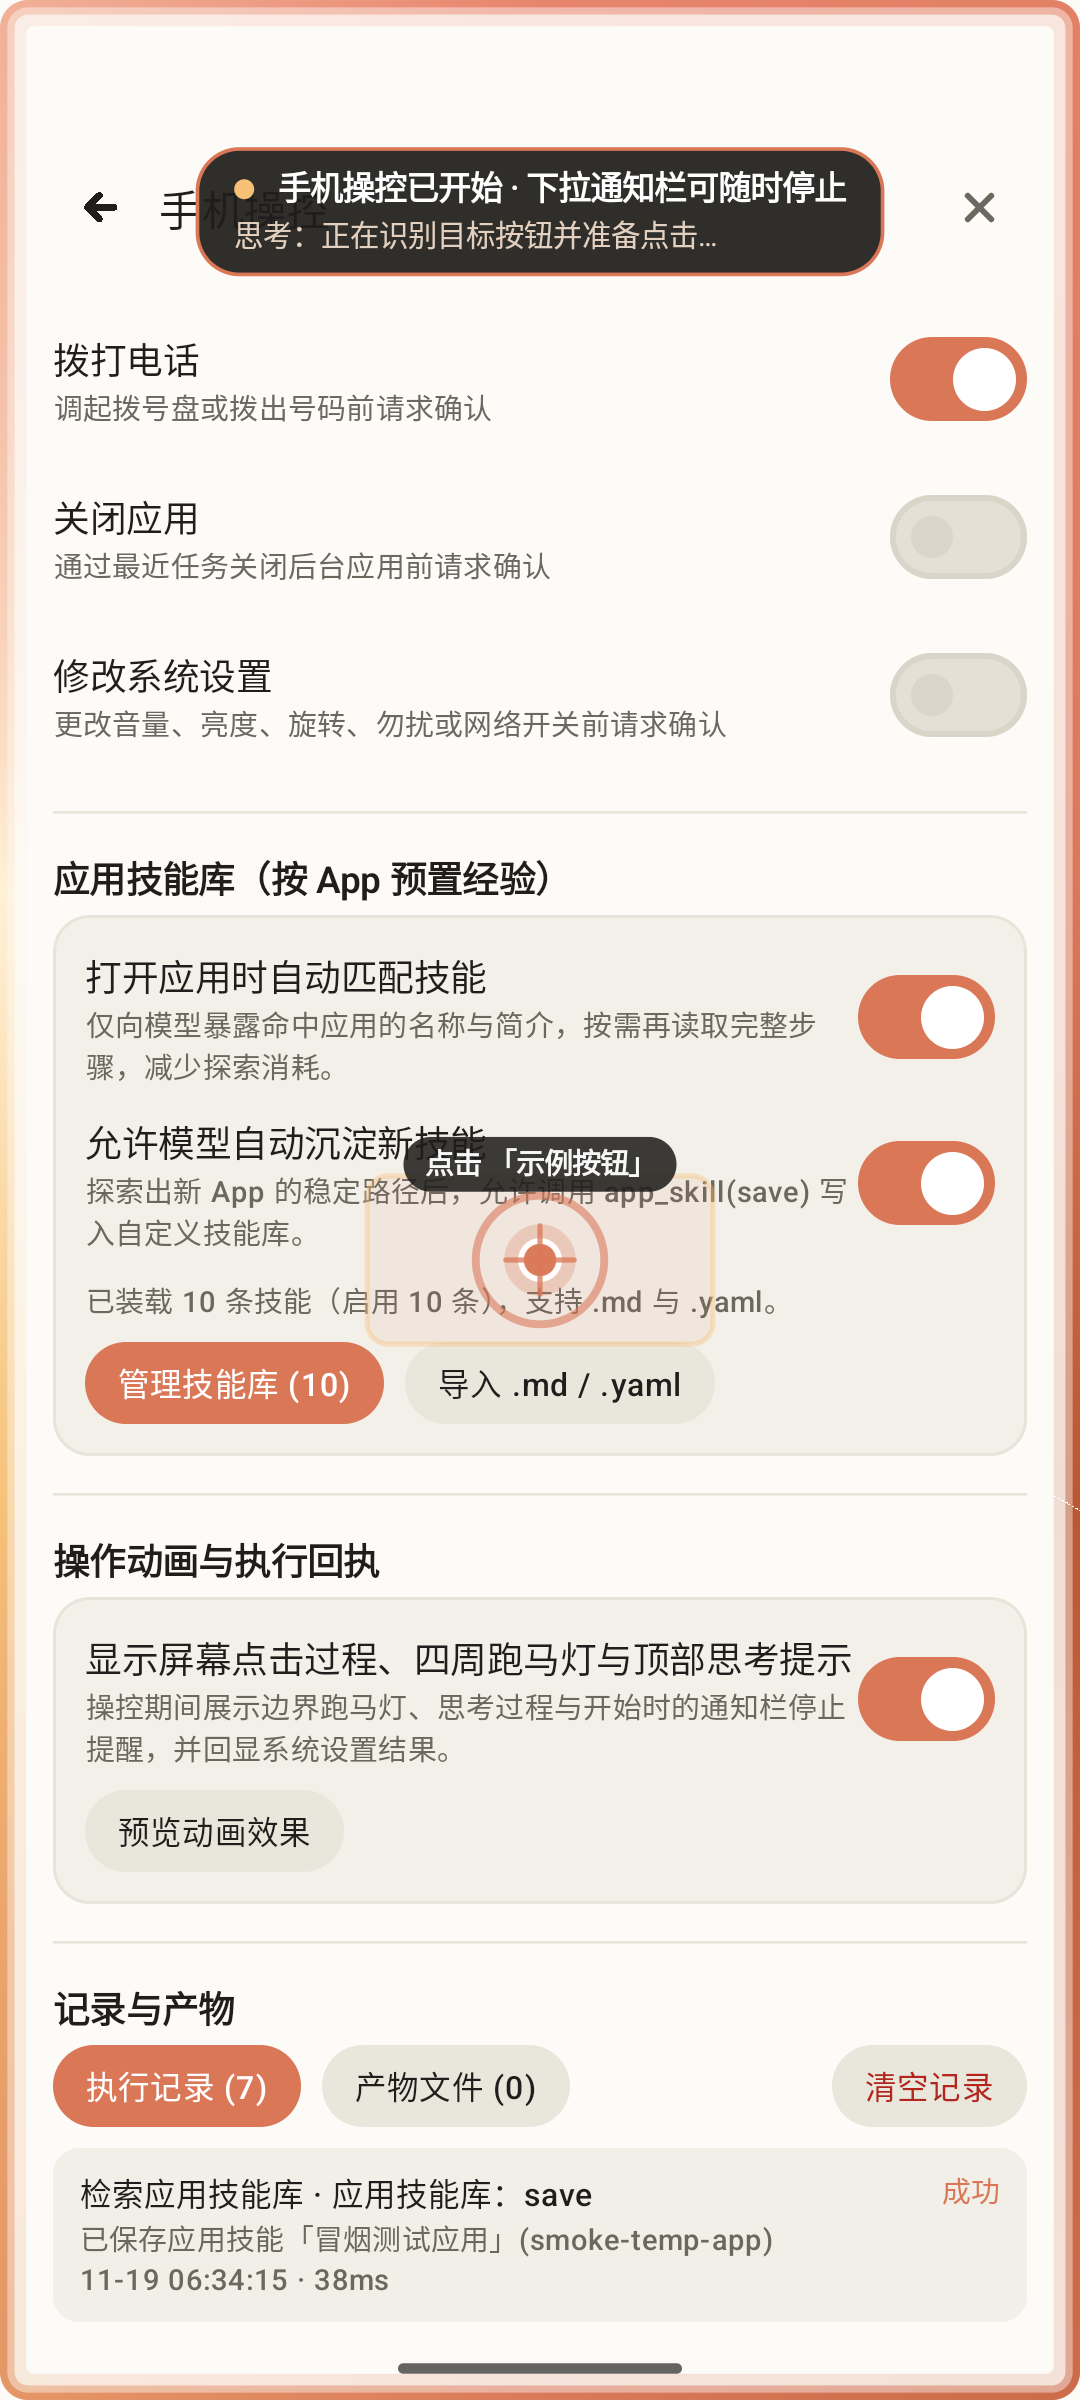 手机操控
手机操控已开始 · 下拉通知栏可随时停止
思考：正在识别目标按钮并准备点击...
拨打电话
调起拨号盘或拨出号码前请求确认
关闭应用
通过最近任务关闭后台应用前请求确认
修改系统设置
更改音量、亮度、旋转、勿扰或网络开关前请求确认
应用技能库（按 App 预置经验）
打开应用时自动匹配技能
仅向模型暴露命中应用的名称与简介，按需再读取完整步
骤，减少探索消耗。
允许模型自动沉淀新技能
点击「示例按钮」
探索出新 App 的稳定路径后，允许调用 app_skill(save) 写
入自定义技能库。
已装载 10 条技能（启用 10 条），支持 .md 与 .yaml。
管理技能库 (10)
导入 .md / .yaml
操作动画与执行回执
显示屏幕点击过程、四周跑马灯与顶部思考提示
操控期间展示边界跑马灯、思考过程与开始时的通知栏停止
提醒，并回显系统设置结果。
预览动画效果
记录与产物
执行记录 (7)
产物文件 (0)
清空记录
检索应用技能库 · 应用技能库：save
成功
已保存应用技能「冒烟测试应用」(smoke-temp-app)
11-19 06:34:15 · 38ms